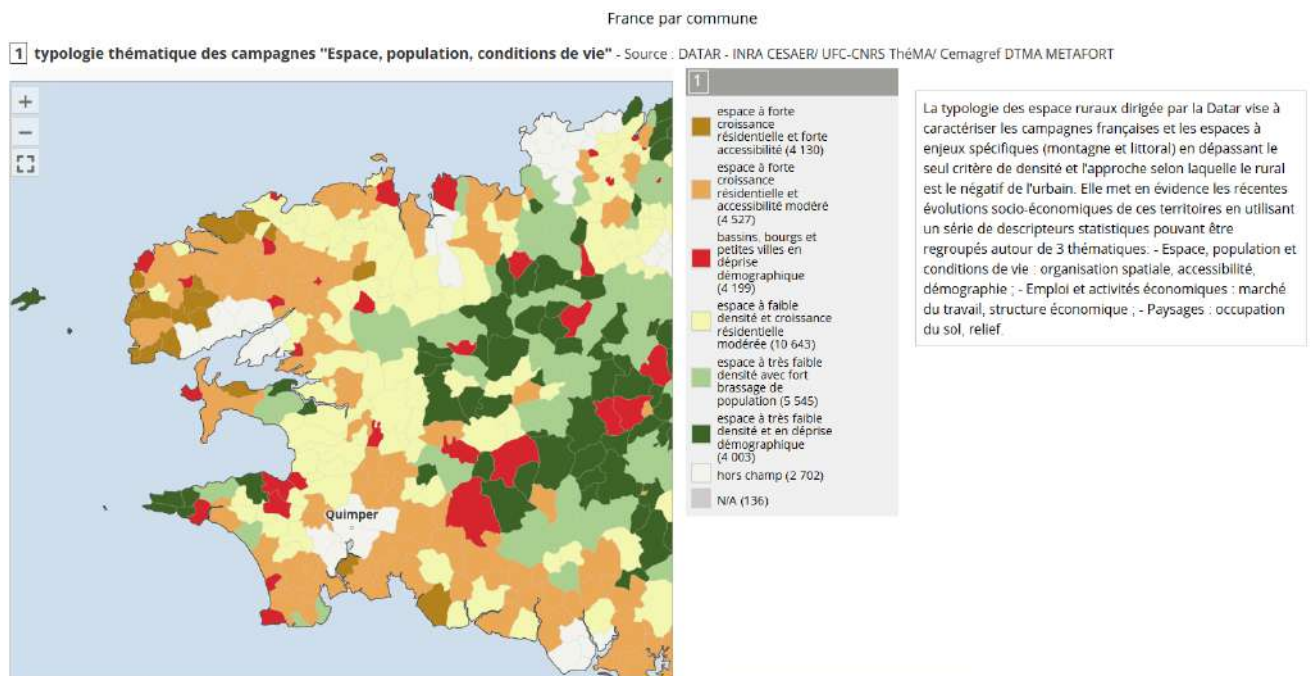 France par commune
1 typologie thématique des campagnes "Espace, population, conditions de vie" - Source : DATAR - INRA CESAER/ UFC-CNRS ThéMA/ Cemagref DTMA METAFORT
+
−
Quimper
1
espace à forte
croissance
résidentielle et forte
accessibilité (4 130)
espace à forte
croissance
résidentielle et
accessibilité modéré
(4 527)
bassins, bourgs et
petites villes en
déprise
démographique
(4 199)
espace à faible
densité et croissance
résidentielle
modérée (10 643)
espace à très faible
densité avec fort
brassage de
population (5 545)
espace à très faible
densité et en déprise
démographique
(4 003)
hors champ (2 702)
N/A (136)
La typologie des espace ruraux dirigée par la Datar vise à
caractériser les campagnes françaises et les espaces à
enjeux spécifiques (montagne et littoral) en dépassant le
seul critère de densité et l'approche selon laquelle le rural
est le négatif de l'urbain. Elle met en évidence les récentes
évolutions socio-économiques de ces territoires en utilisant
un série de descripteurs statistiques pouvant être
regroupés autour de 3 thématiques: - Espace, population et
conditions de vie : organisation spatiale, accessibilité,
démographie ; - Emploi et activités économiques : marché
du travail, structure économique ; - Paysages : occupation
du sol, relief.